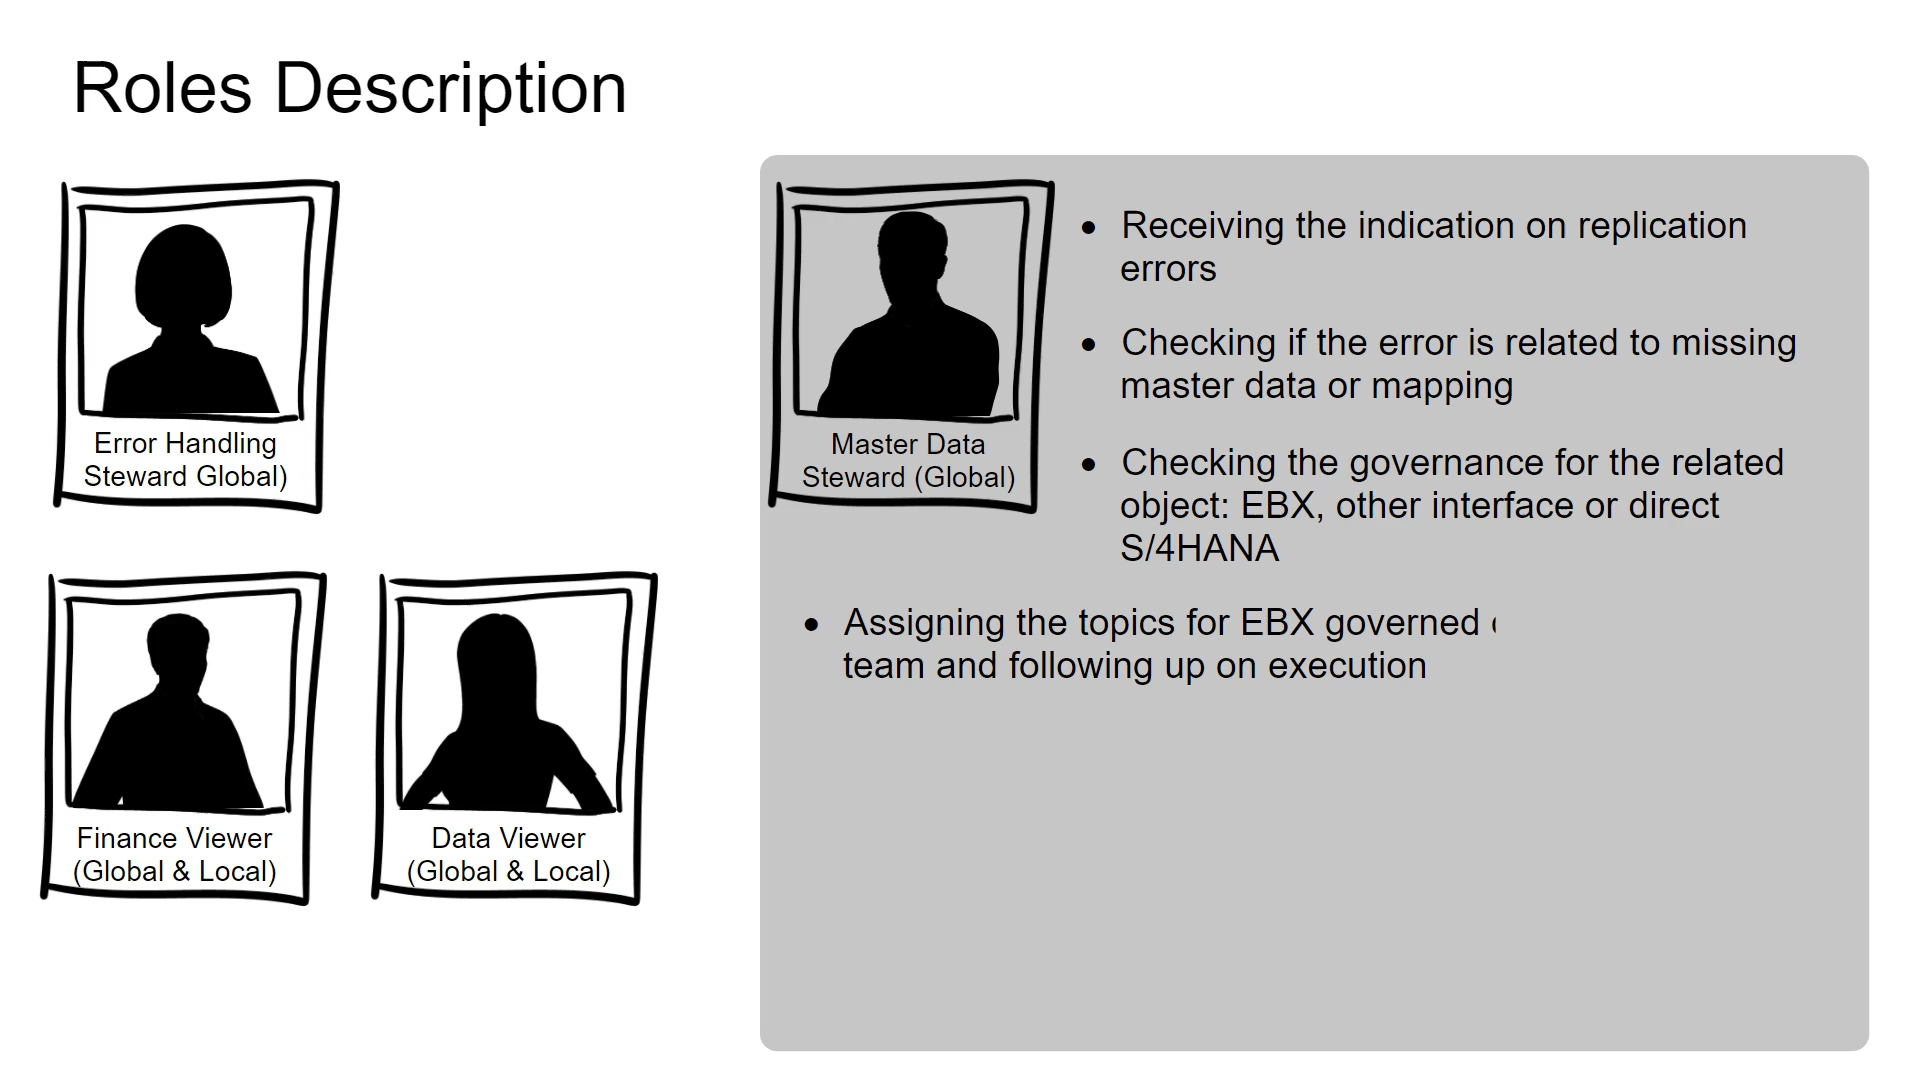 Roles Description
Error Handling
Steward Global)
Master Data
Steward (Global)
• Receiving the indication on replication
errors
• Checking if the error is related to missing
master data or mapping
• Checking the governance for the related
object: EBX, other interface or direct
S/4HANA
• Assigning the topics for EBX governed
team and following up on execution
Finance Viewer
(Global & Local)
Data Viewer
(Global & Local)